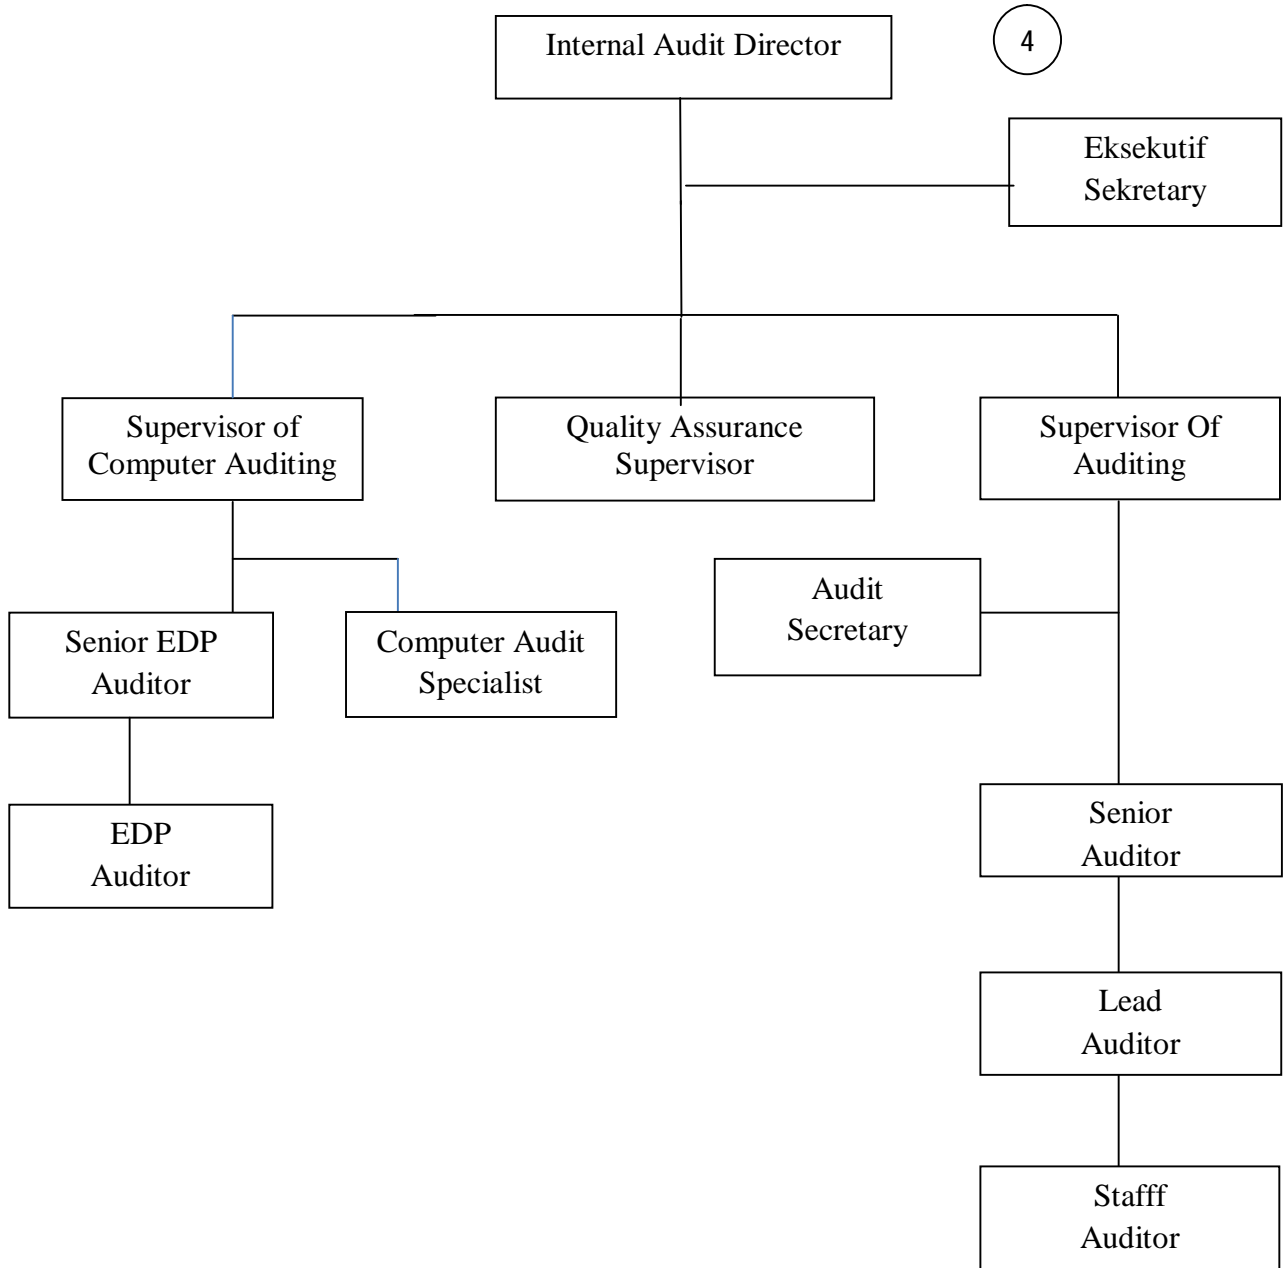 Internal Audit Director
4
Eksekutif
Sekretary
Supervisor of
Computer Auditing
Quality Assurance
Supervisor
Supervisor Of
Auditing
Audit
Secretary
Senior EDP
Auditor
Computer Audit
Specialist
EDP
Auditor
Senior
Auditor
Lead
Auditor
Stafff
Auditor